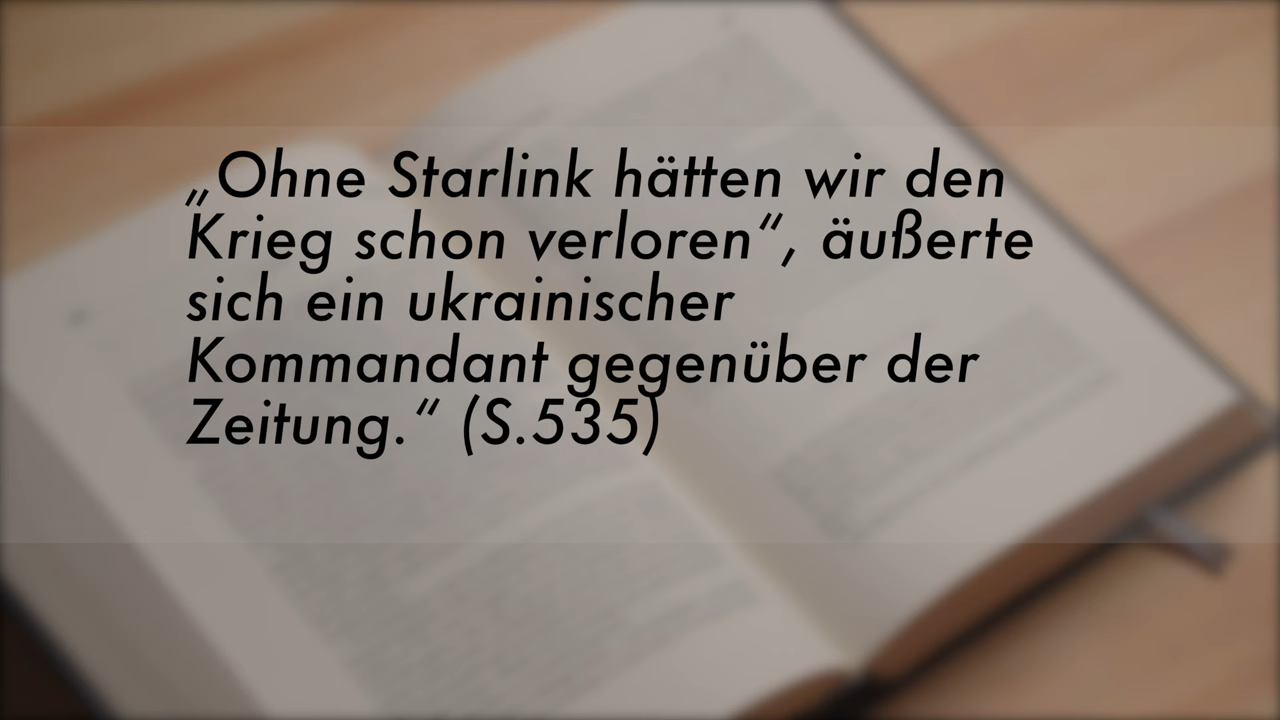 „Ohne Starlink hätten wir den
Krieg schon verloren“, äußerte
sich ein ukrainischer
Kommandant gegenüber der
Zeitung.“ (S.535)